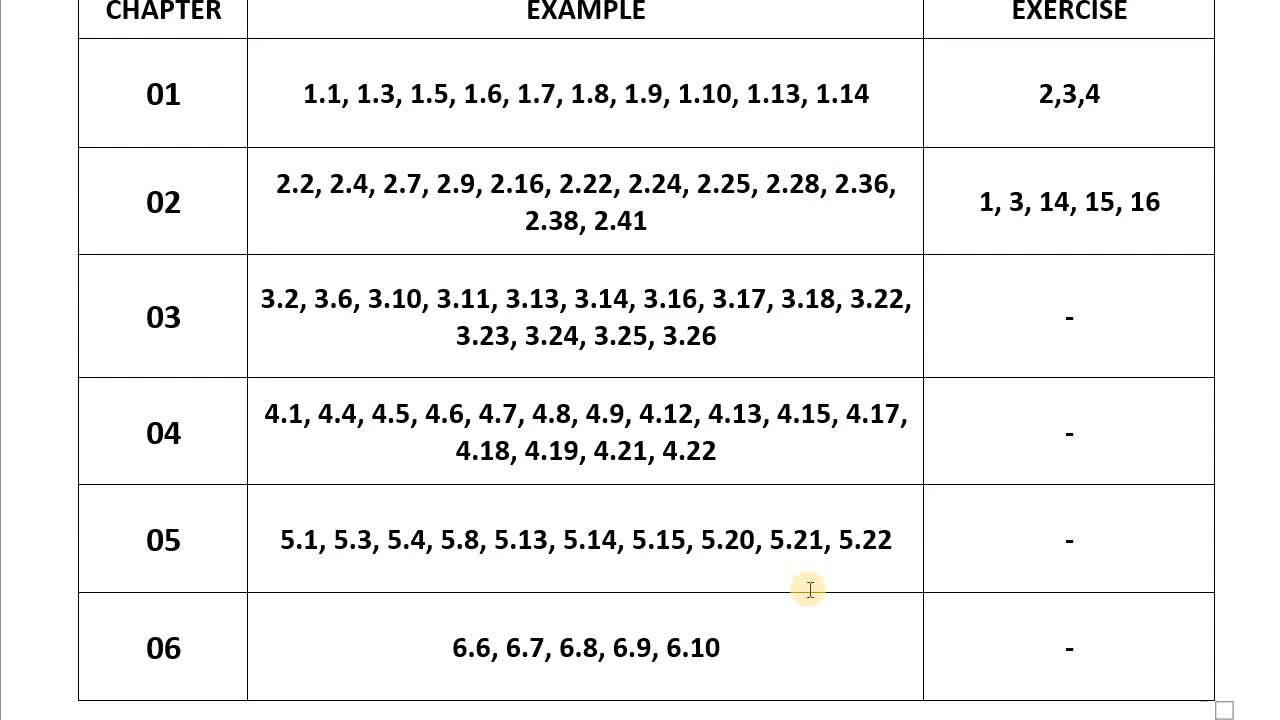 CHAPTER EXAMPLE EXERCISE
01 1.1, 1.3, 1.5, 1.6, 1.7, 1.8, 1.9, 1.10, 1.13, 1.14 2,3,4
2.2, 2.4, 2.7, 2.9, 2.16, 2.22, 2.24, 2.25, 2.28, 2.36,
02 1, 3, 14, 15, 16
2.38, 2.41
3.2, 3.6, 3.10, 3.11, 3.13, 3.14, 3.16, 3.17, 3.18, 3.22,
03 -
3.23, 3.24, 3.25, 3.26
4.1, 4.4, 4.5, 4.6, 4.7, 4.8, 4.9, 4.12, 4.13, 4.15, 4.17,
04 -
4.18, 4.19, 4.21, 4.22
05 5.1, 5.3, 5.4, 5.8, 5.13, 5.14, 5.15, 5.20, 5.21, 5.22 -
06 6.6, 6.7, 6.8, 6.9, 6.10 -